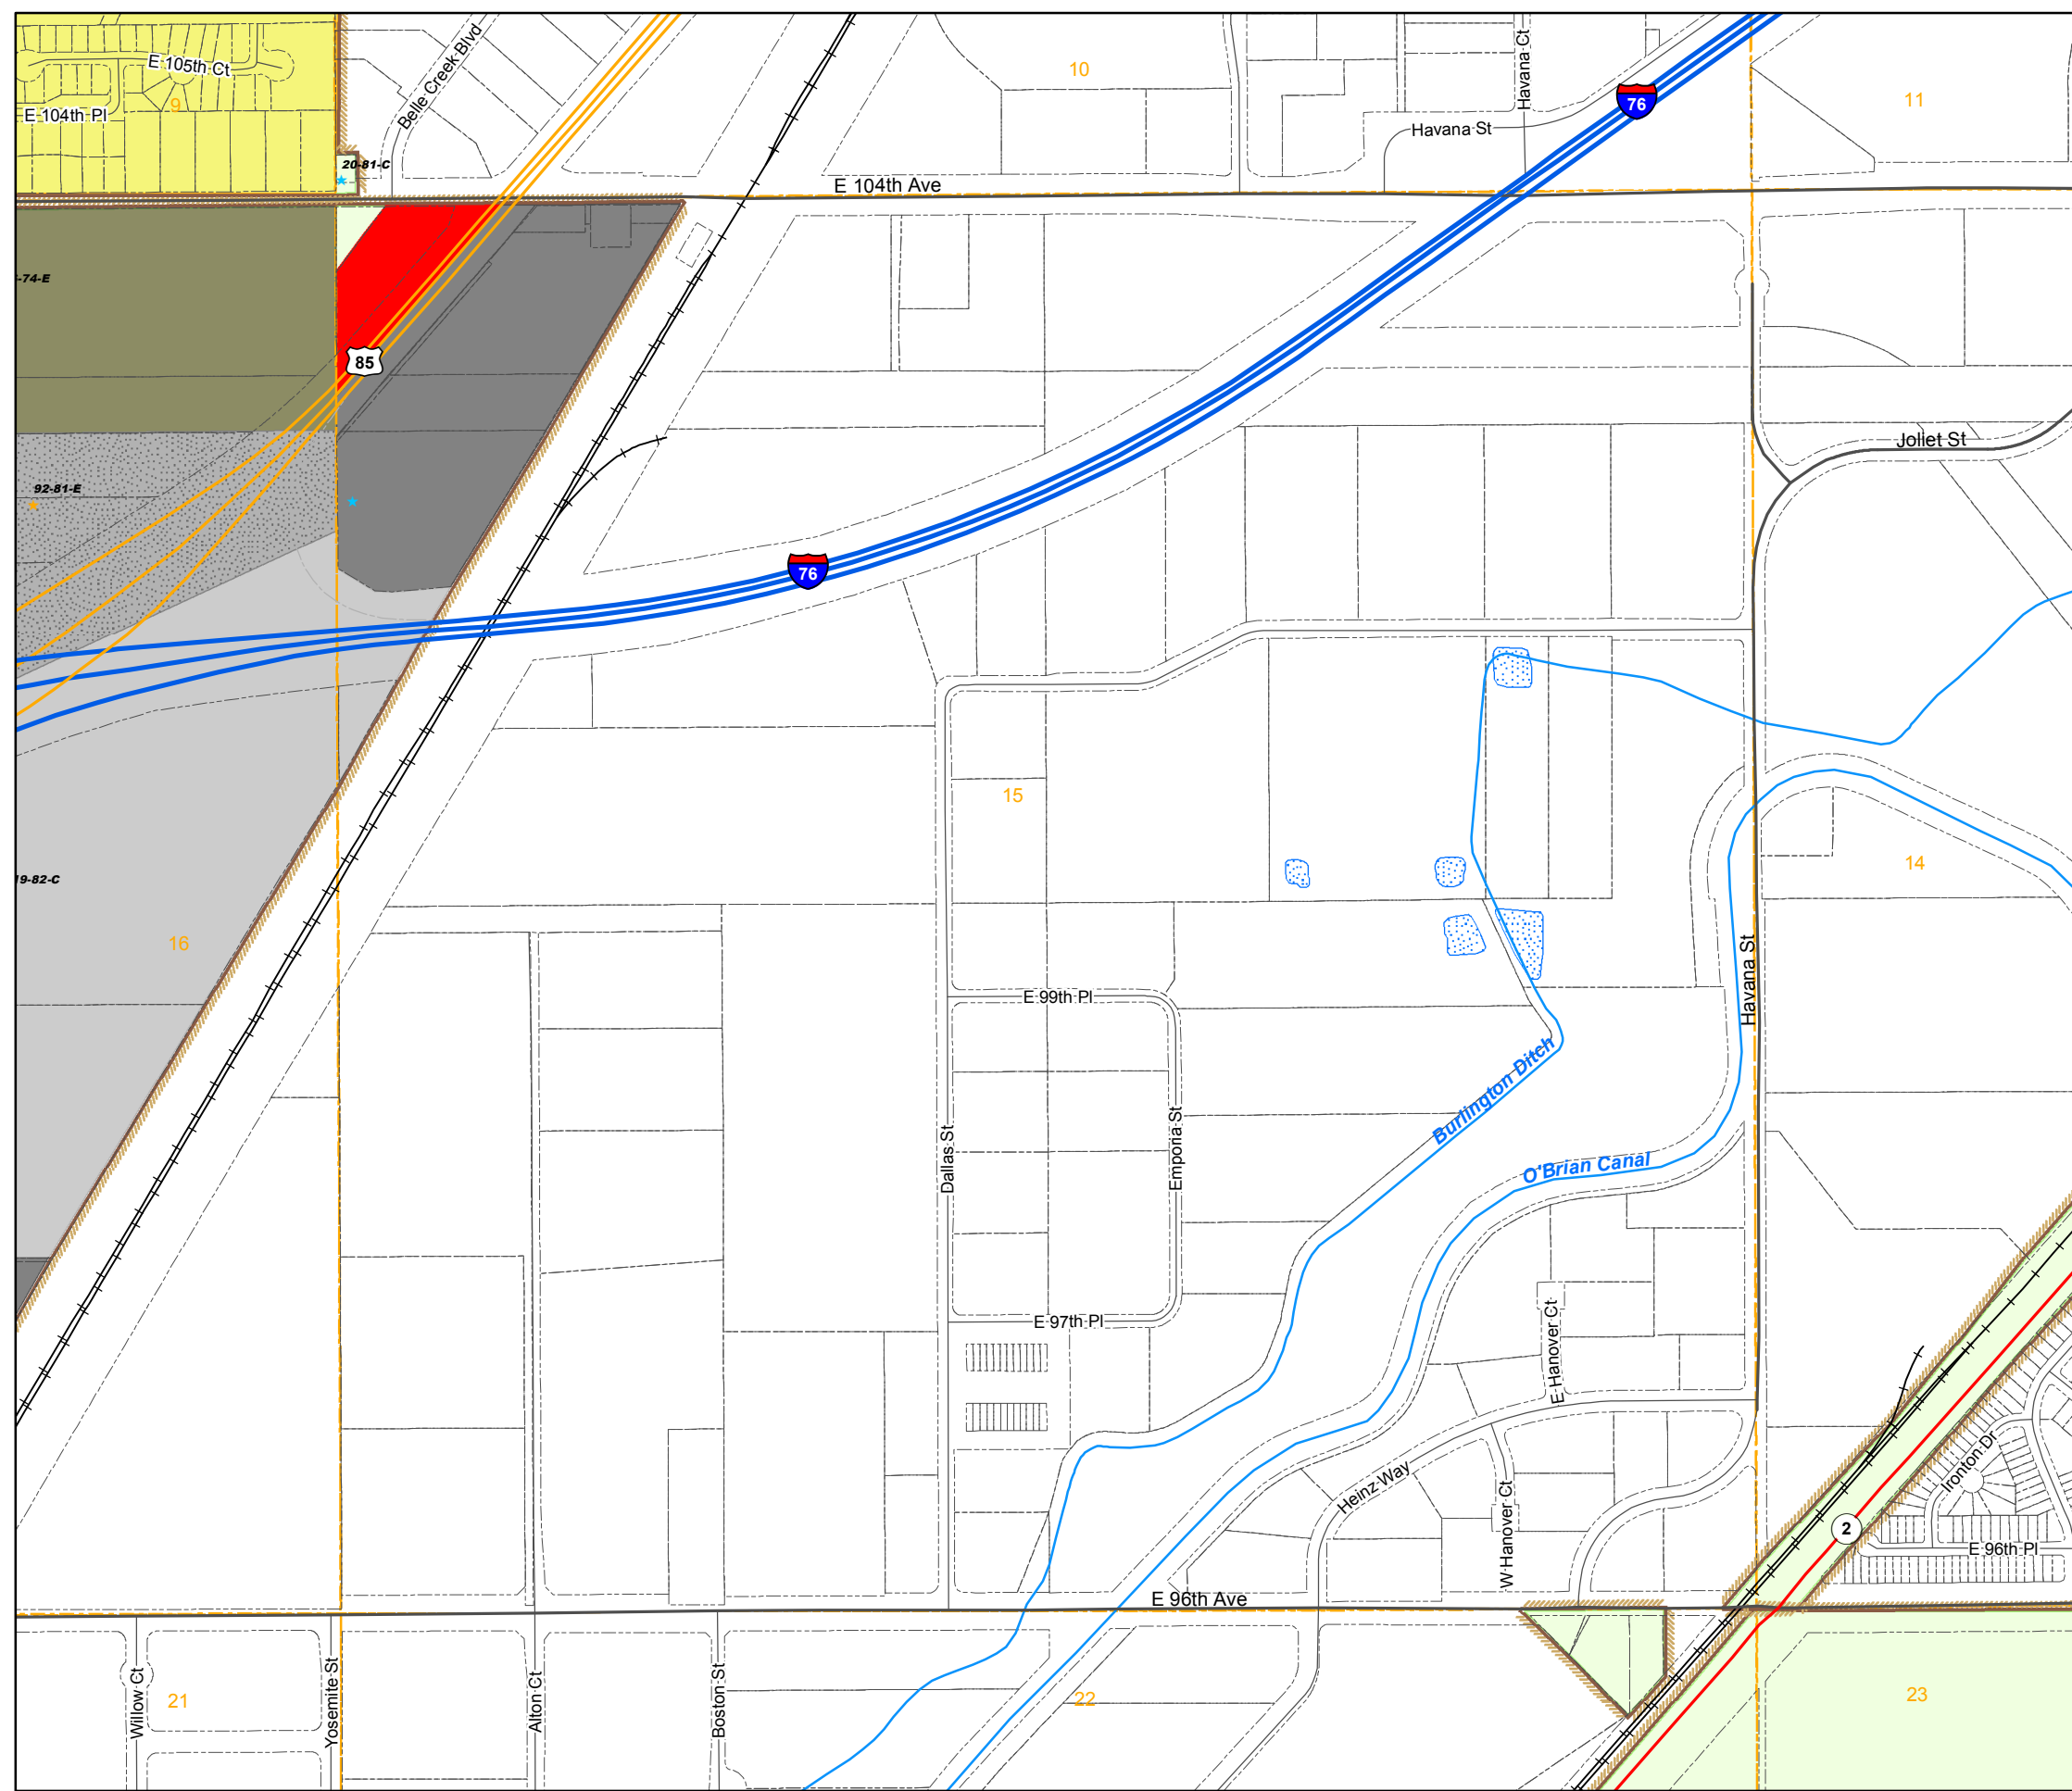 E 105th Ct
Belle Creek Blvd
10
Havana Ct
76
11
9
E 104th Pl
Havana St
20-81-C
E 104th Ave
-74-E
85
Joliet St
92-81-E
76
15
14
19-82-C
16
Havana St
E 99th Pl
Burlington Ditch
Dallas St
Emporia St
O'Brian Canal
E 97th Pl
E Hanover Ct
Ironton Dr
Heinz Way
W Hanover Ct
2
E 96th Pl
E 96th Ave
Willow Ct
21
Yosemite St
Alton Ct
Boston St
22
23